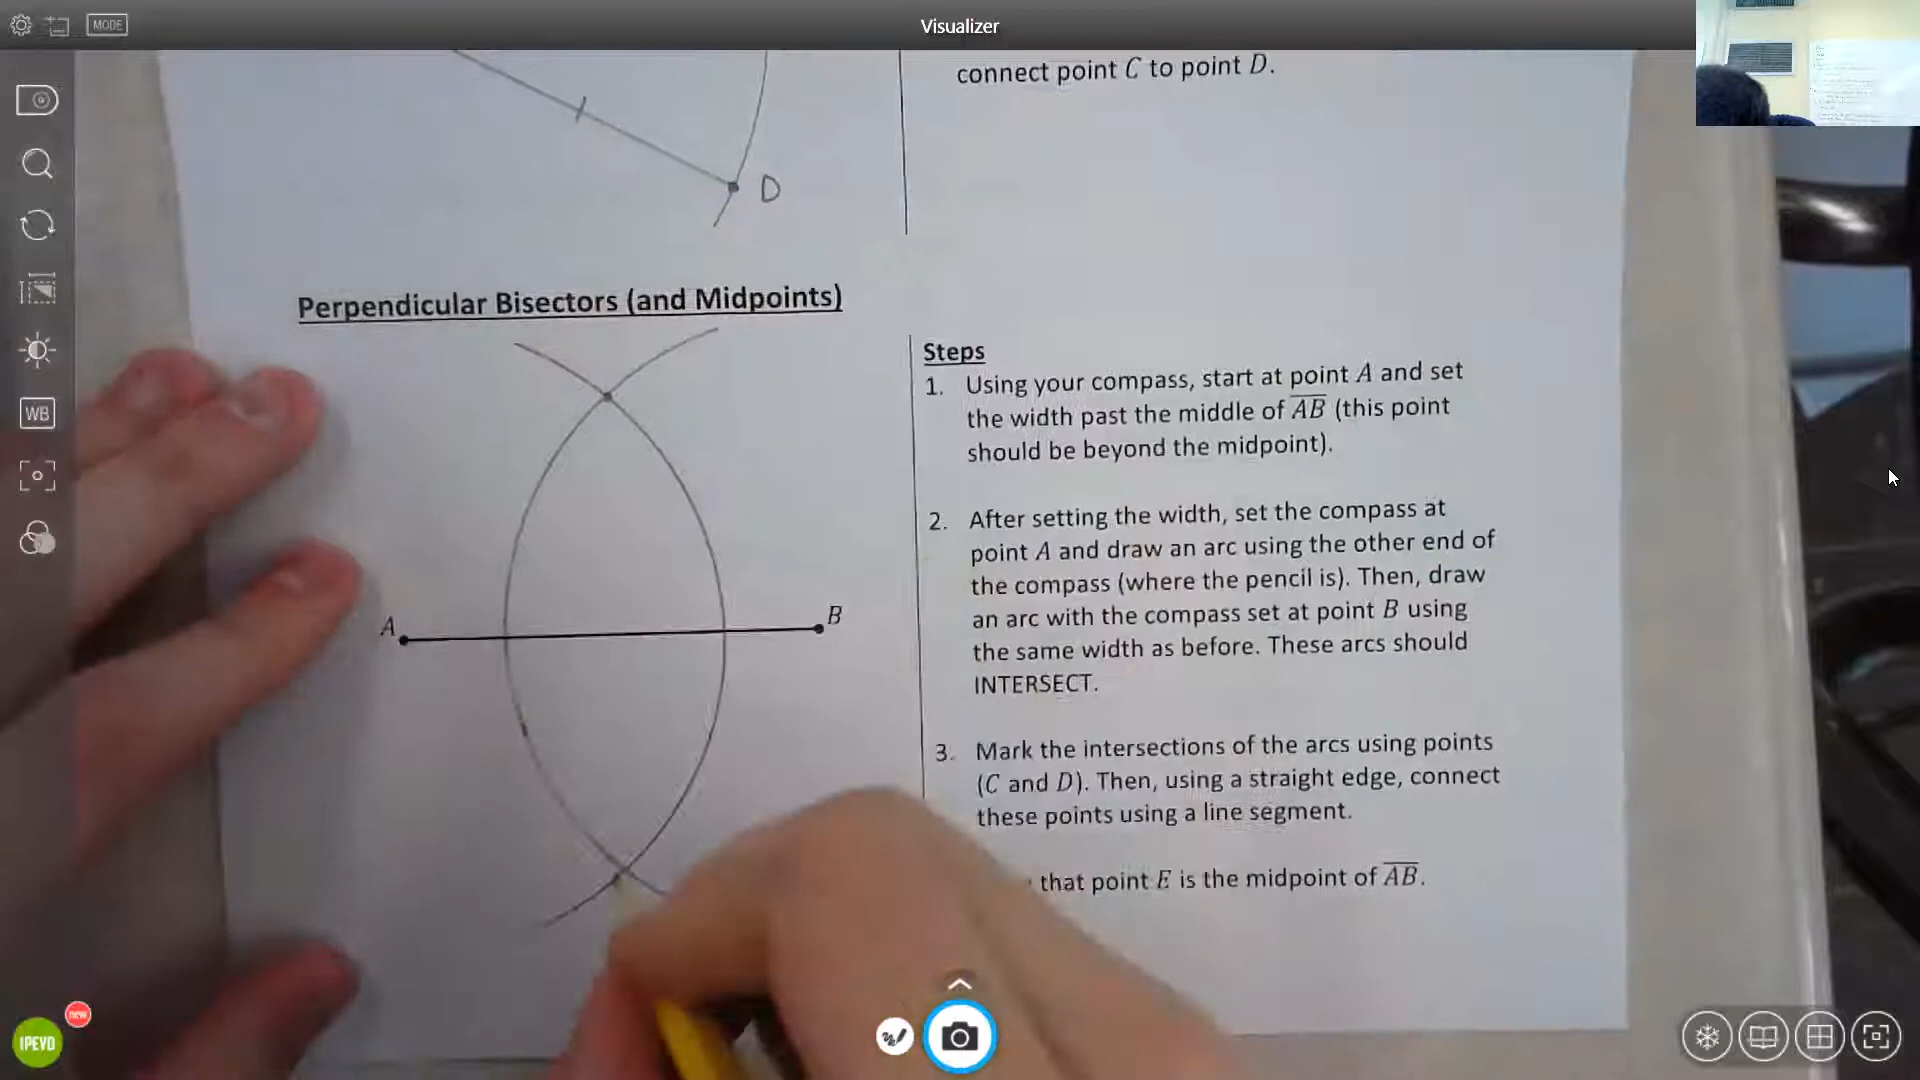 MODE
Visualizer
connect point C to point D.
D
WB
Perpendicular Bisectors (and Midpoints)
A
B
Steps
1. Using your compass, start at point A and set
the width past the middle of AB (this point
should be beyond the midpoint).
2. After setting the width, set the compass at
point A and draw an arc using the other end of
the compass (where the pencil is). Then, draw
an arc with the compass set at point B using
the same width as before. These arcs should
INTERSECT.
3. Mark the intersections of the arcs using points
(C and D). Then, using a straight edge, connect
these points using a line segment.
that point E is the midpoint of AB.
new
IPEVO